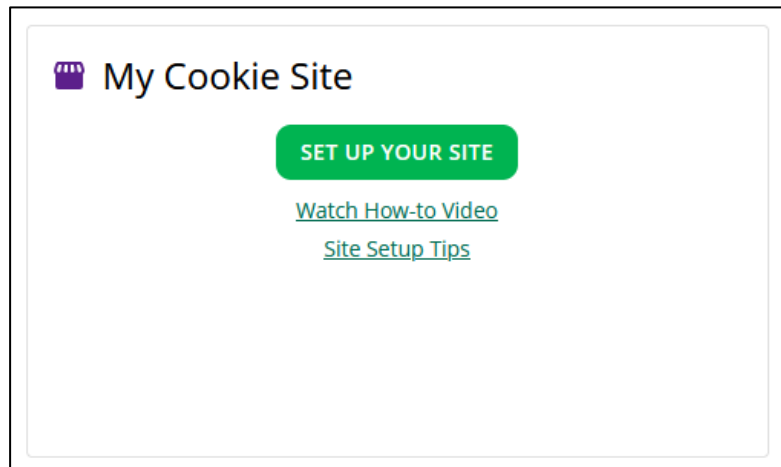 My Cookie Site
SET UP YOUR SITE
Watch How-to Video
Site Setup Tips